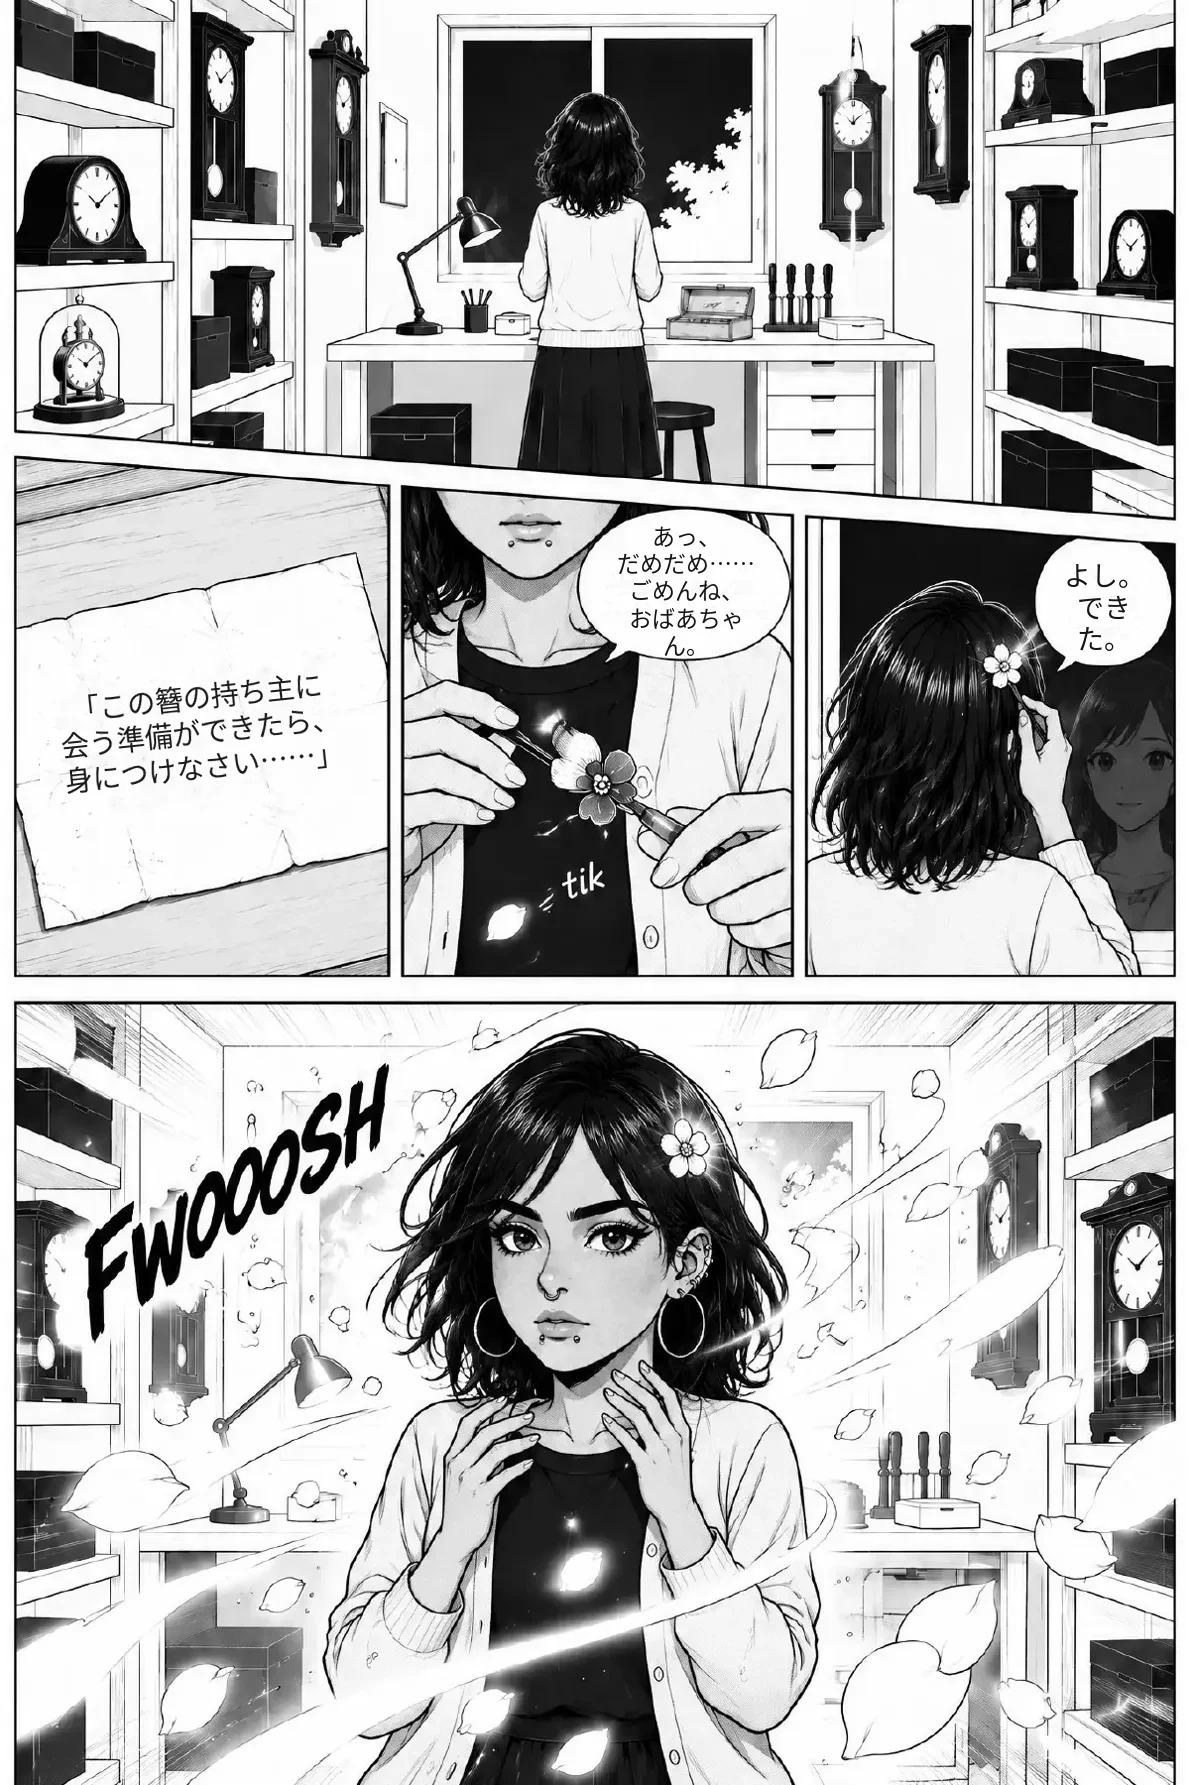 「この簪の持ち主に
会う準備ができたら、
身につけなさい……」
あっ、
だめだめ……
ごめんね、
おばあちゃ
ん。
tik
よし。
でき
た。
FWOOOSH